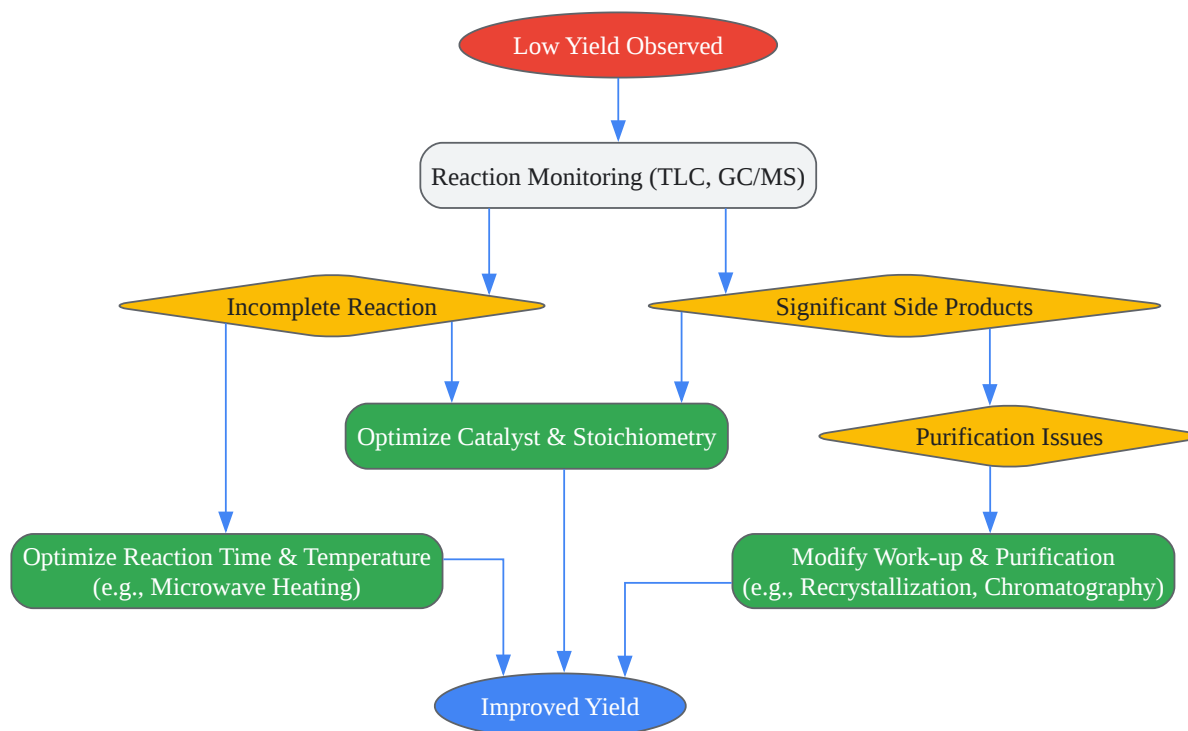 Low Yield Observed
Reaction Monitoring (TLC, GC/MS)
Incomplete Reaction
Significant Side Products
Optimize Catalyst & Stoichiometry
Purification Issues
Optimize Reaction Time & Temperature
(e.g., Microwave Heating)
Modify Work-up & Purification
(e.g., Recrystallization, Chromatography)
Improved Yield